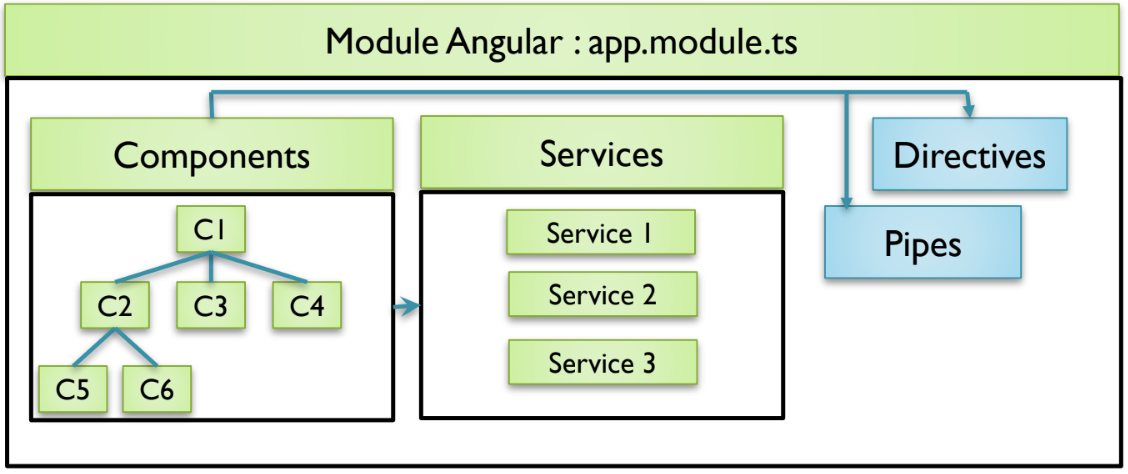 Module Angular : app.module.ts
Components
Services
Directives
Pipes
C1
C2
C3
C4
C5
C6
Service 1
Service 2
Service 3